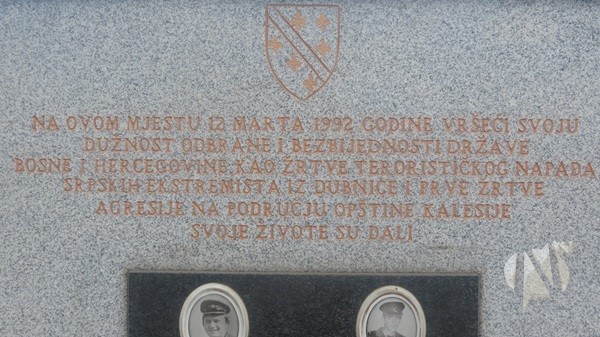 NA OVOM MJESTU 12 MARTA 1992 GODINE VRŠEĆI SVOJU
DUŽNOST ODBRANE I BEZBIJEDNOSTI DRŽAVE
BOSNE I HERCEGOVINE, KAO ŽRTVE TERORISTIČKOG NAPADA
SRPSKIH EKSTREMISTA IZ DUBNICE I PRVE ŽRTVE
AGRESIJE NA PODRUČJU OPŠTINE KALESIJE
SVOJE ŽIVOTE SU DALI